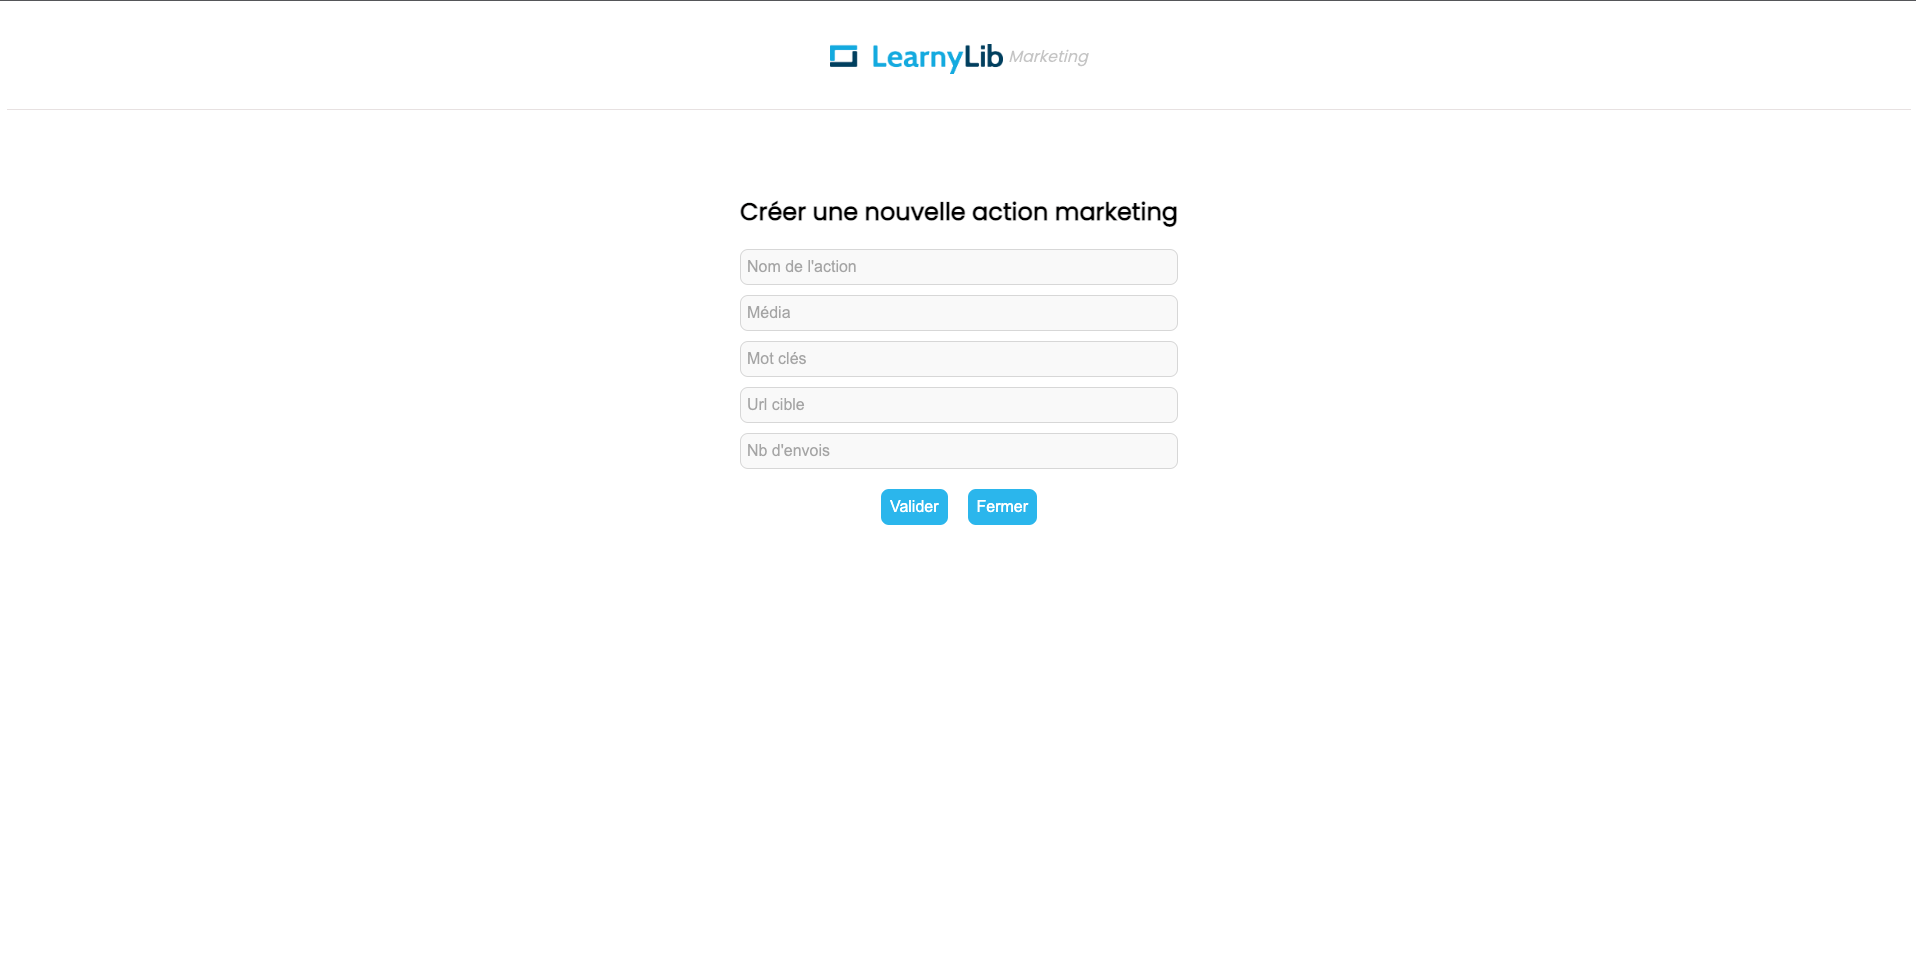 LearnyLib Marketing
Créer une nouvelle action marketing
Nom de l'action
Média
Mot clés
Url cible
Nb d'envois
Valider Fermer